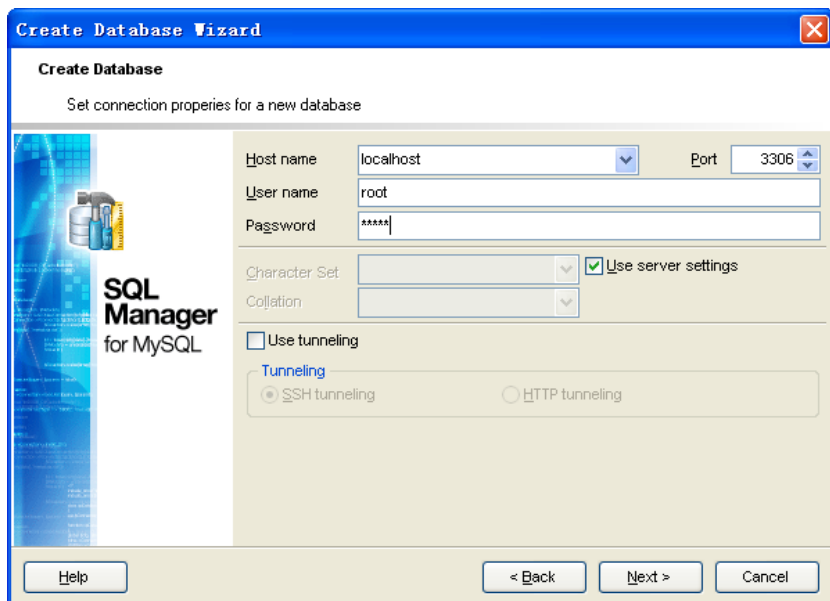 Create Database Wizard
Create Database
Set connection properies for a new database
Host name
localhost
Port
3306
User name
root
Password
*****
Character Set
Use server settings
Collation
SQL
Manager
for MySQL
Use tunneling
Tunneling
SSH tunneling
HTTP tunneling
Help
< Back
Next >
Cancel